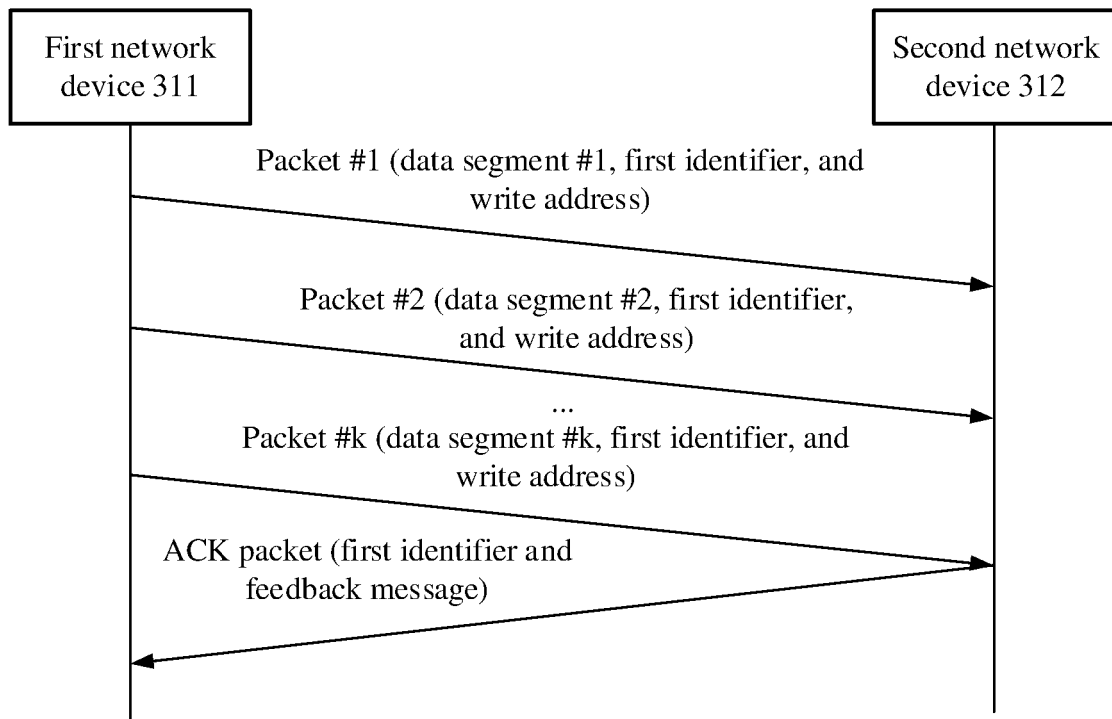 First network
device 311
Second network
device 312
Packet #1 (data segment #1, first identifier, and
write address)
Packet #2 (data segment #2, first identifier,
and write address)
...
Packet #k (data segment #k, first identifier, and
write address)
ACK packet (first identifier and
feedback message)